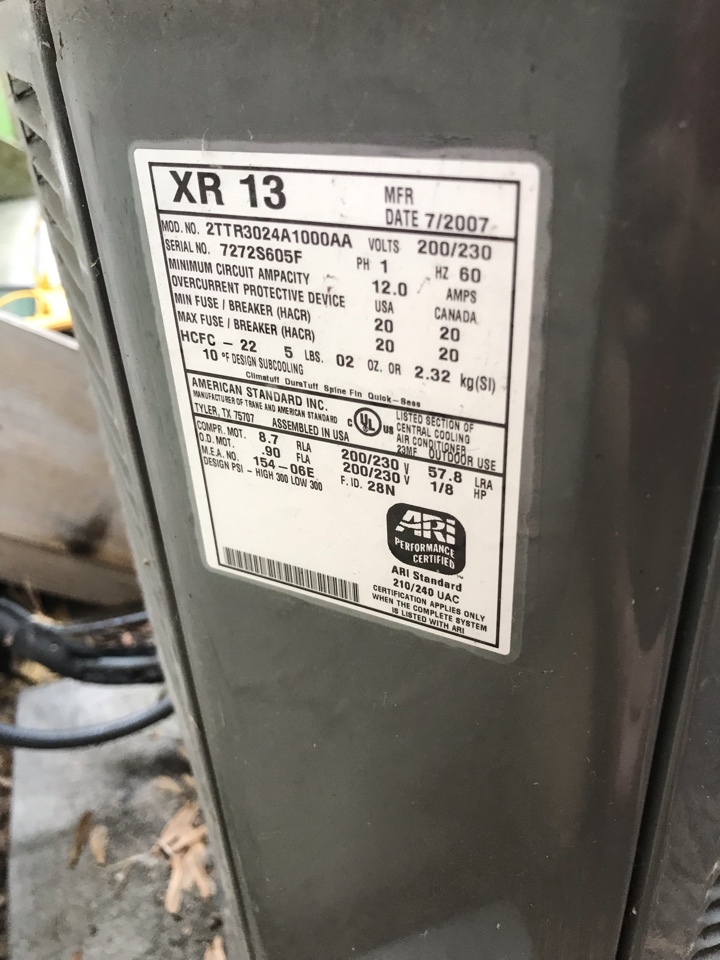 XR 13
MFR
DATE 7/2007
MOD. NO. 2TTR3024A1000AA VOLTS 200/230
SERIAL NO. 7272S605F PH 1 HZ 60
MINIMUM CIRCUIT AMPACITY 12.0 AMPS
OVERCURRENT PROTECTIVE DEVICE USA CANADA
MIN FUSE / BREAKER (HACR) 20 20
MAX FUSE / BREAKER (HACR) 20 20
HCFC - 22 5 LBS. 02 OZ. OR 2.32 kg(SI)
10 °F DESIGN SUBCOOLING
Climatuff DuraTuff Spine Fin Quick-Sess
AMERICAN STANDARD INC.
MANUFACTURER OF TRANE AND AMERICAN STANDARD
TYLER, TX 75707 ASSEMBLED IN USA
C UL US
LISTED SECTION OF
CENTRAL COOLING
AIR CONDITIONER
23MF OUTDOOR USE
COMPR. MOT. 8.7 RLA 200/230 V 57.8 LRA
O.D. MOT. .90 FLA 200/230 V 1/8 HP
M.E.A. NO. 154-06E F. ID. 28N
DESIGN PSI - HIGH 300 LOW 300
ARI
PERFORMANCE
CERTIFIED
TM
ARI Standard
210/240 UAC
CERTIFICATION APPLIES ONLY
WHEN THE COMPLETE SYSTEM
IS LISTED WITH ARI